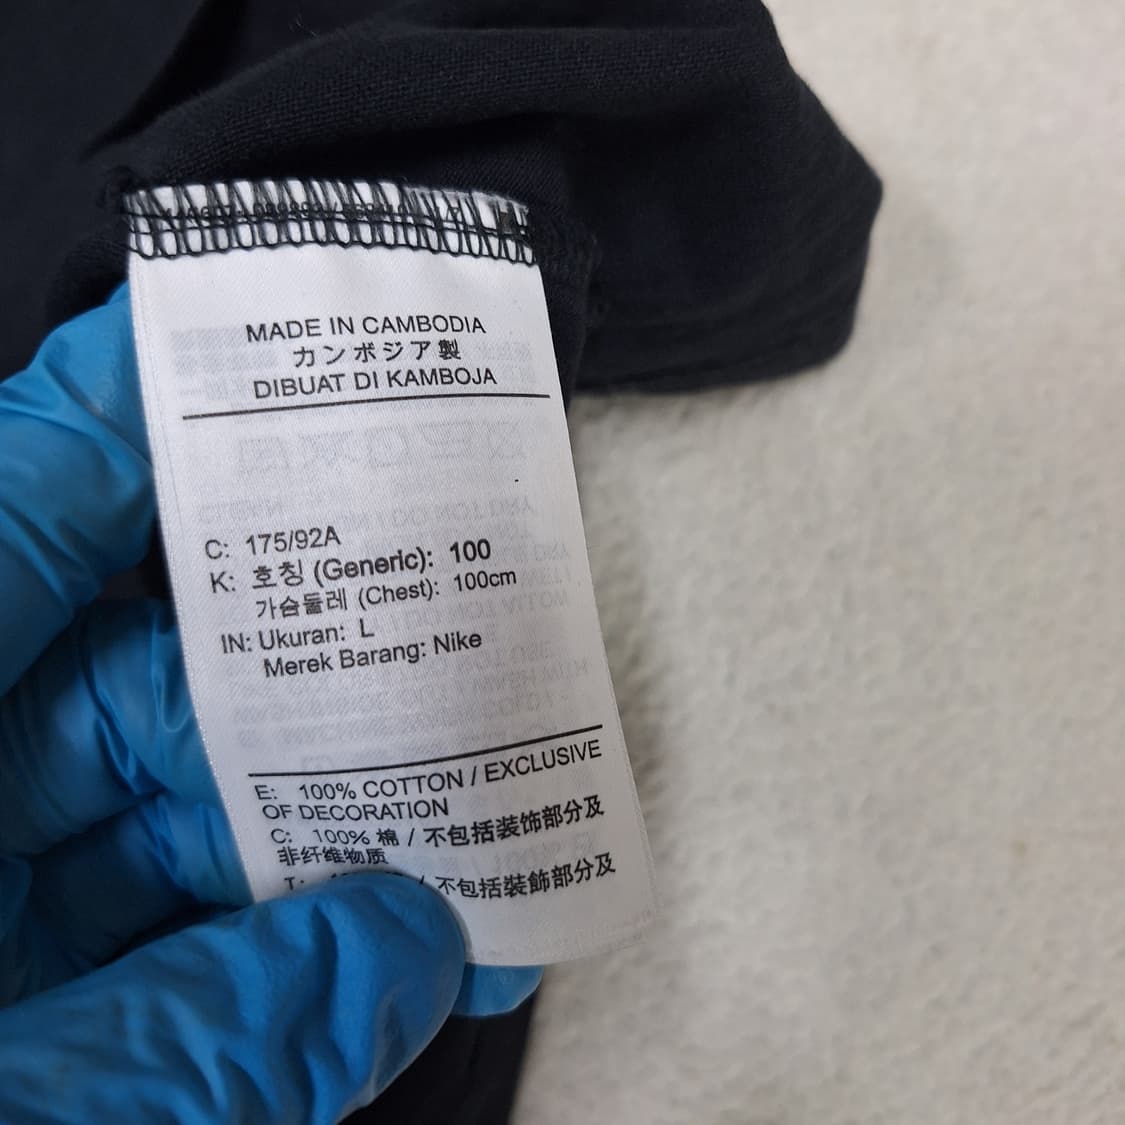 MADE IN CAMBODIA
カンボジア製
DIBUAT DI KAMBOJA
C: 175/92A
K: 호칭 (Generic): 100
가슴둘레 (Chest): 100cm
IN: Ukuran: L
Merek Barang: Nike
E: 100% COTTON / EXCLUSIVE
OF DECORATION
C: 100% 棉 / 不包括装饰部分及
非纤维物质
/ 不包括裝飾部分及